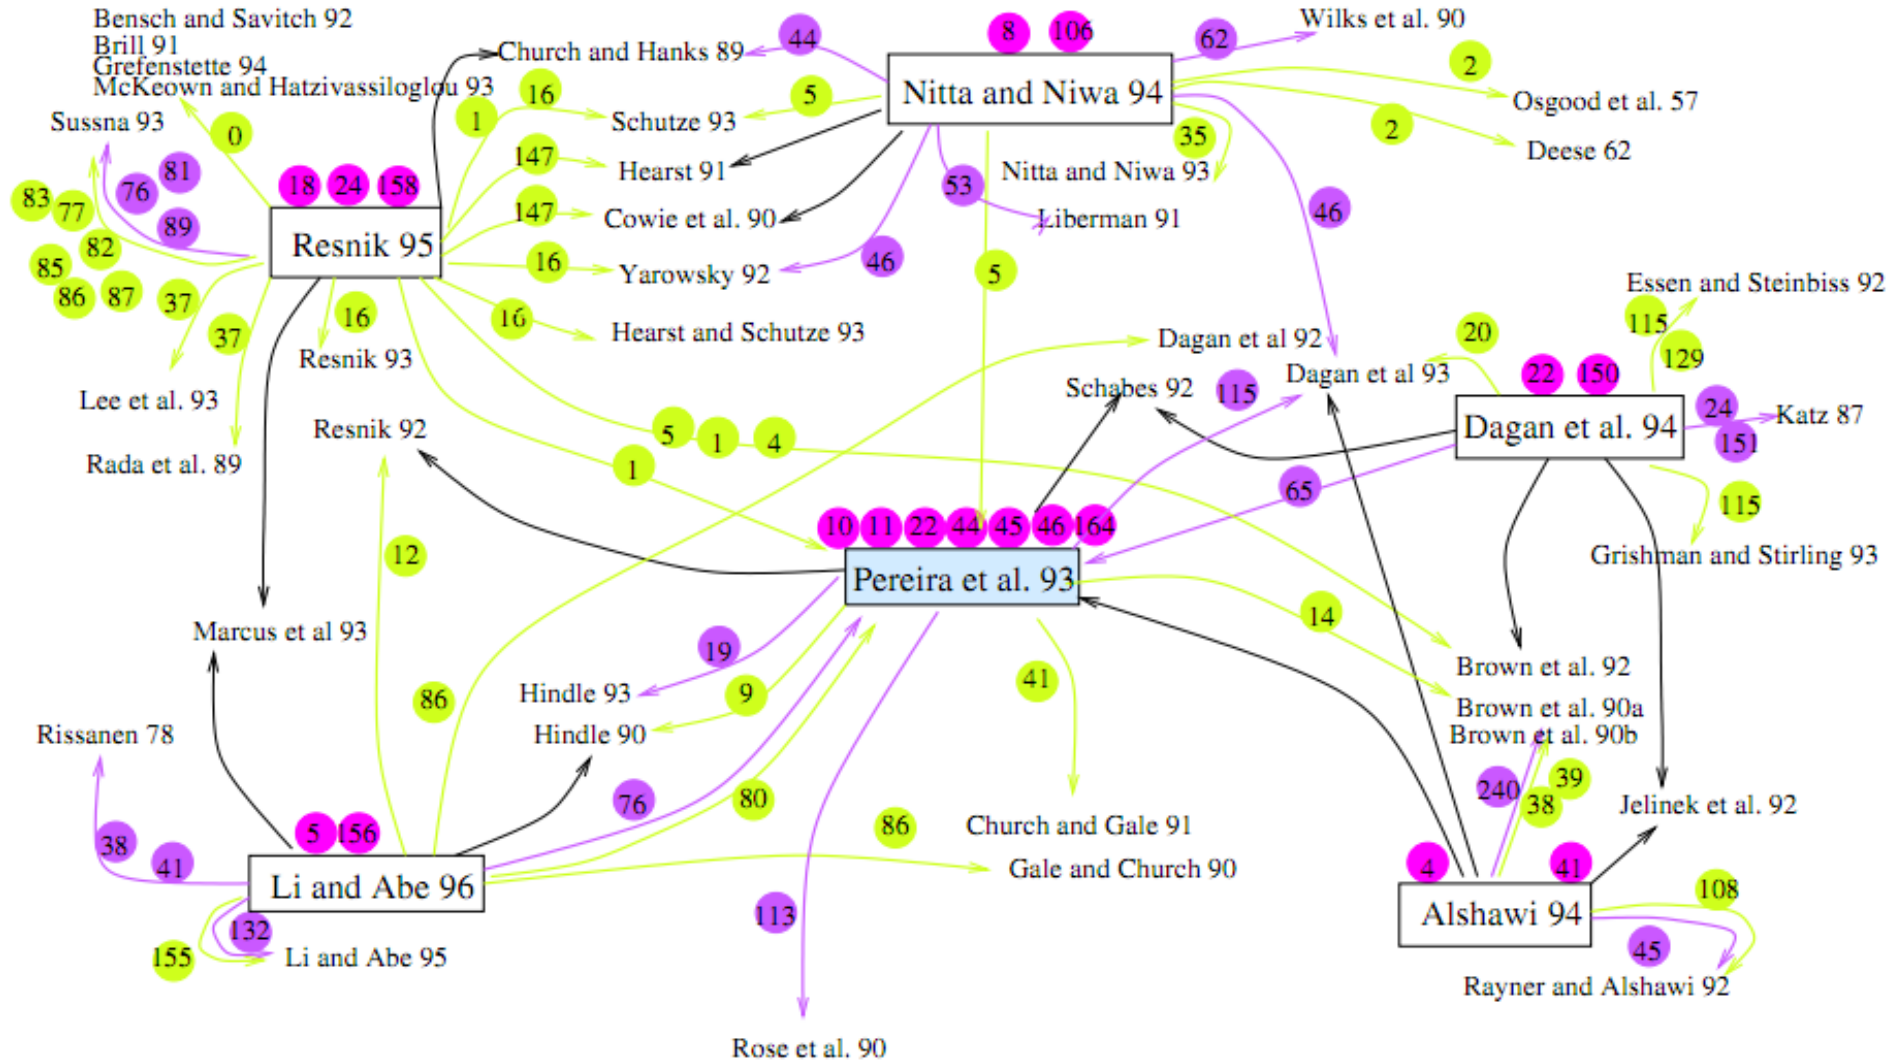 Bensch and Savitch 92
Brill 91
Grefenstette 94
McKeown and Hatzivassiloglou 93
Sussna 93
0
83
77
76
81
89
82
85
86
87
37
37
18
24
158
Resnik 95
Church and Hanks 89
1
16
Schutze 93
147
Hearst 91
147
Cowie et al. 90
16
Yarowsky 92
16
Hearst and Schutze 93
16
Resnik 93
Lee et al. 93
Rada et al. 89
Resnik 92
44
5
8
106
Nitta and Niwa 94
62
Wilks et al. 90
2
Osgood et al. 57
2
Deese 62
35
Nitta and Niwa 93
53
Liberman 91
46
46
5
Dagan et al 92
Dagan et al 93
Schabes 92
115
20
Essen and Steinbiss 92
115
129
22
150
Dagan et al. 94
24
151
Katz 87
65
115
Grishman and Stirling 93
5
1
4
1
12
10
11
22
44
45
46
164
Pereira et al. 93
14
Marcus et al 93
19
9
41
86
Hindle 93
Hindle 90
Brown et al. 92
Brown et al. 90a
Brown et al. 90b
Rissanen 78
76
80
240
38
39
Jelinek et al. 92
38
41
5
156
Li and Abe 96
86
Church and Gale 91
Gale and Church 90
4
41
Alshawi 94
108
45
Rayner and Alshawi 92
132
155
Li and Abe 95
113
Rose et al. 90